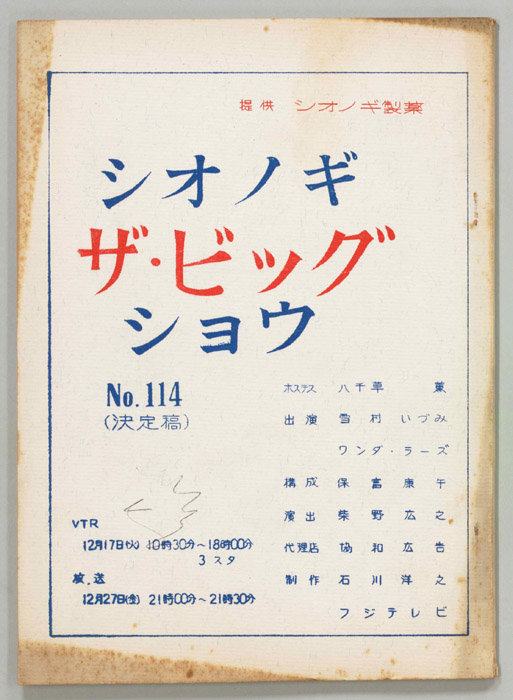 提供 シオノギ製薬
シオノギ
ザ・ビッグ
ショウ
No.114
(決定稿)
ホステス 八千草 薫
出演 雪村いづみ
ワンダ・ラーズ
構成 保富康午
演出 柴野広之
代理店 協和広告
制作 石川洋之
フジテレビ
VTR
12月17日(火) 10時30分~18時00分
3スタ
放送
12月27日(金) 21時00分~21時30分